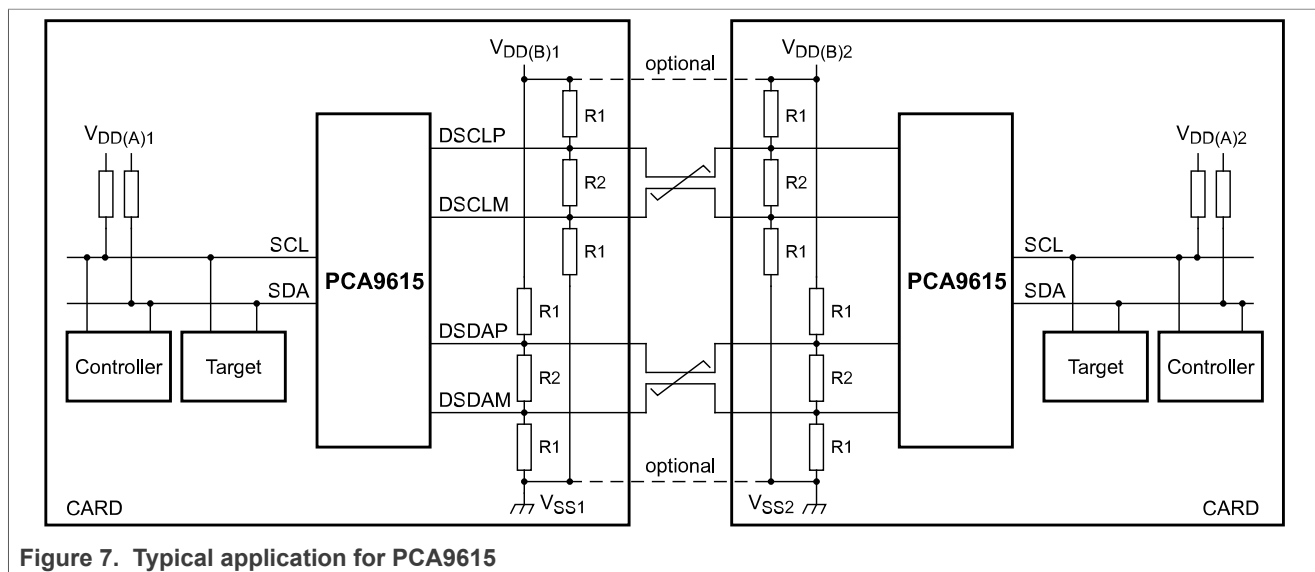 VDD(B)1
optional
VDD(B)2
R1
R1
DSCLP
VDD(A)1
VDD(A)2
R2
R2
DSCLM
SCL
R1
R1
SCL
PCA9615
PCA9615
SDA
SDA
R1
R1
DSDAP
Controller
Target
R2
R2
Target
Controller
DSDAM
R1
R1
optional
CARD
VSS1
VSS2
CARD
Figure 7. Typical application for PCA9615